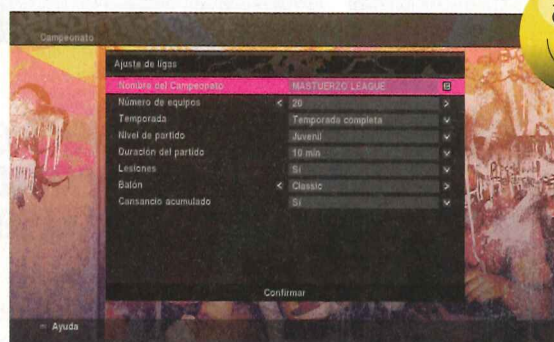 Campeonato
Ajuste de ligas
Nombre del Campeonato MASTUERZO LEAGUE
Número de equipos < 20 >
Temporada Temporada completa
Nivel de partido Juvenil
Duración del partido 10 min
Lesiones Sí
Balón < Classic >
Cansancio acumulado Sí
Confirmar
Ayuda